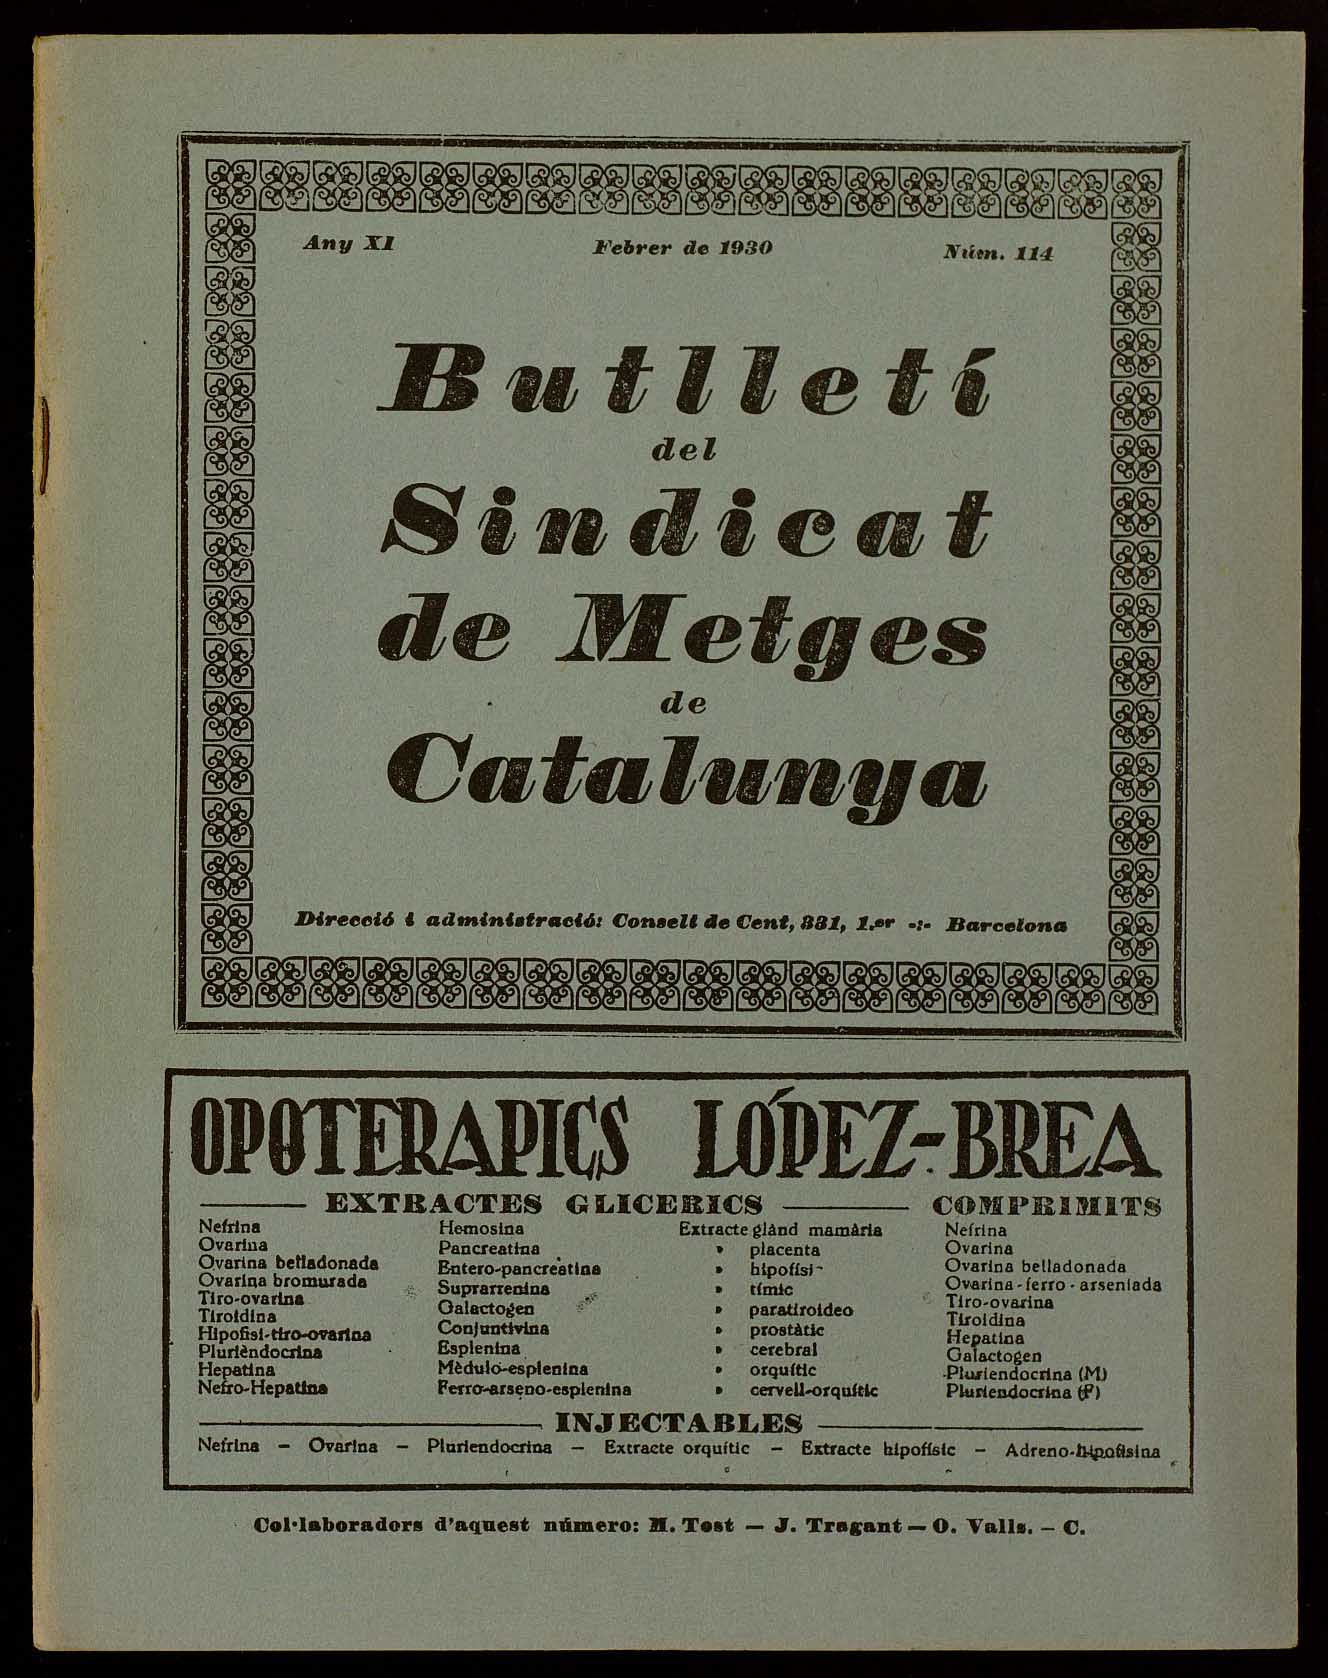 Any XI Febrer de 1930 Núm. 114
Butlletí
del
Sindicat
de Metges
de
Catalunya
Direcció i administració: Consell de Cent, 331, 1.er -:- Barcelona
OPOTERAPICS LÓPEZ-BREA
EXTRACTES GLICERICS
Nefrina
Ovarina
Ovarina belladonada
Ovarina bromurada
Tiro-ovarina
Tiroidina
Hipofisi-tiro-ovarina
Plurièndocrina
Hepatina
Nefro-Hepatina
Hemosina
Pancreatina
Entero-pancreatina
Suprarrenina
Galactogen
Conjuntivina
Esplenina
Mèdulo-esplenina
Ferro-arseno-esplenina
Extracte glànd mamària
» placenta
» hipofísi
» tímic
» paratiroideo
» prostàtic
» cerebral
» orquític
» cervell-orquític
COMPRIMITS
Nefrina
Ovarina
Ovarina belladonada
Ovarina-ferro-arseniada
Tiro-ovarina
Tiroidina
Hepatina
Galactogen
Pluriendocrina (M)
Pluriendocrina (F)
INJECTABLES
Nefrina — Ovarina — Pluriendocrina — Extracte orquític — Extracte hipofísic — Adreno-hipofisina
Col·laboradors d'aquest número: M. Tost — J. Tragant — O. Valls. — C.